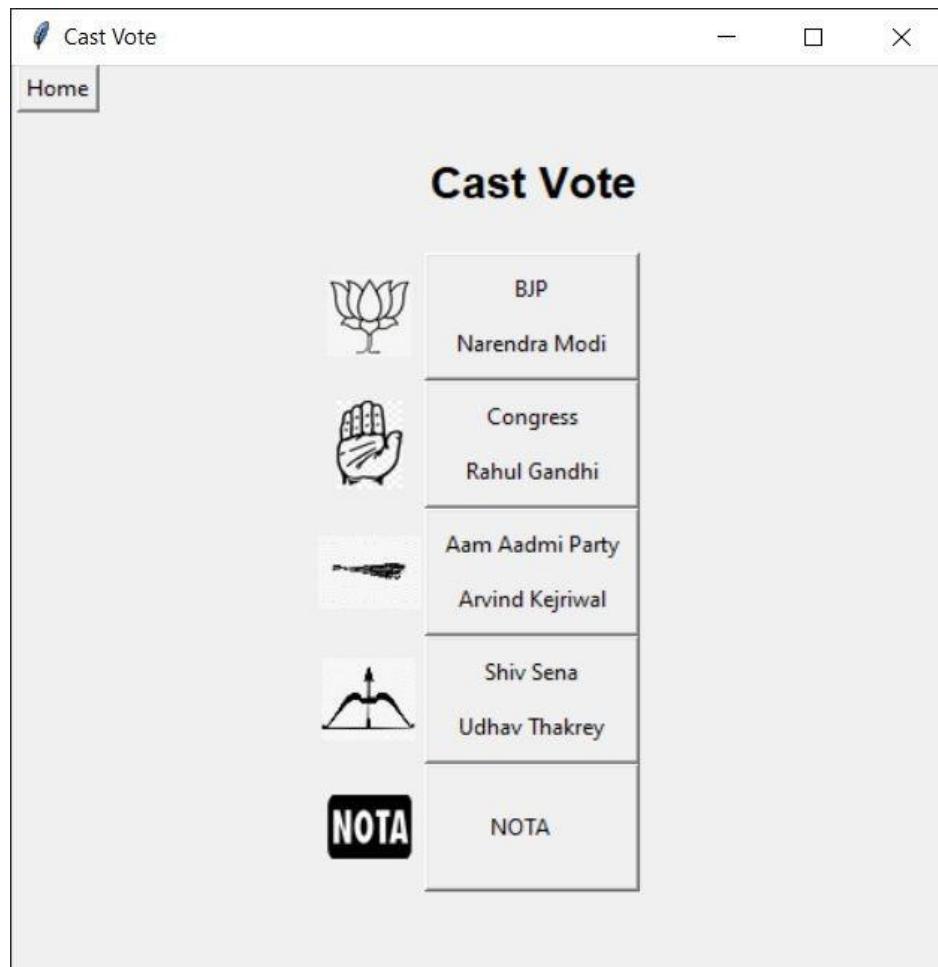 Cast Vote
Home
Cast Vote
BJP
Narendra Modi
Congress
Rahul Gandhi
Aam Aadmi Party
Arvind Kejriwal
Shiv Sena
Udhav Thakrey
NOTA
NOTA